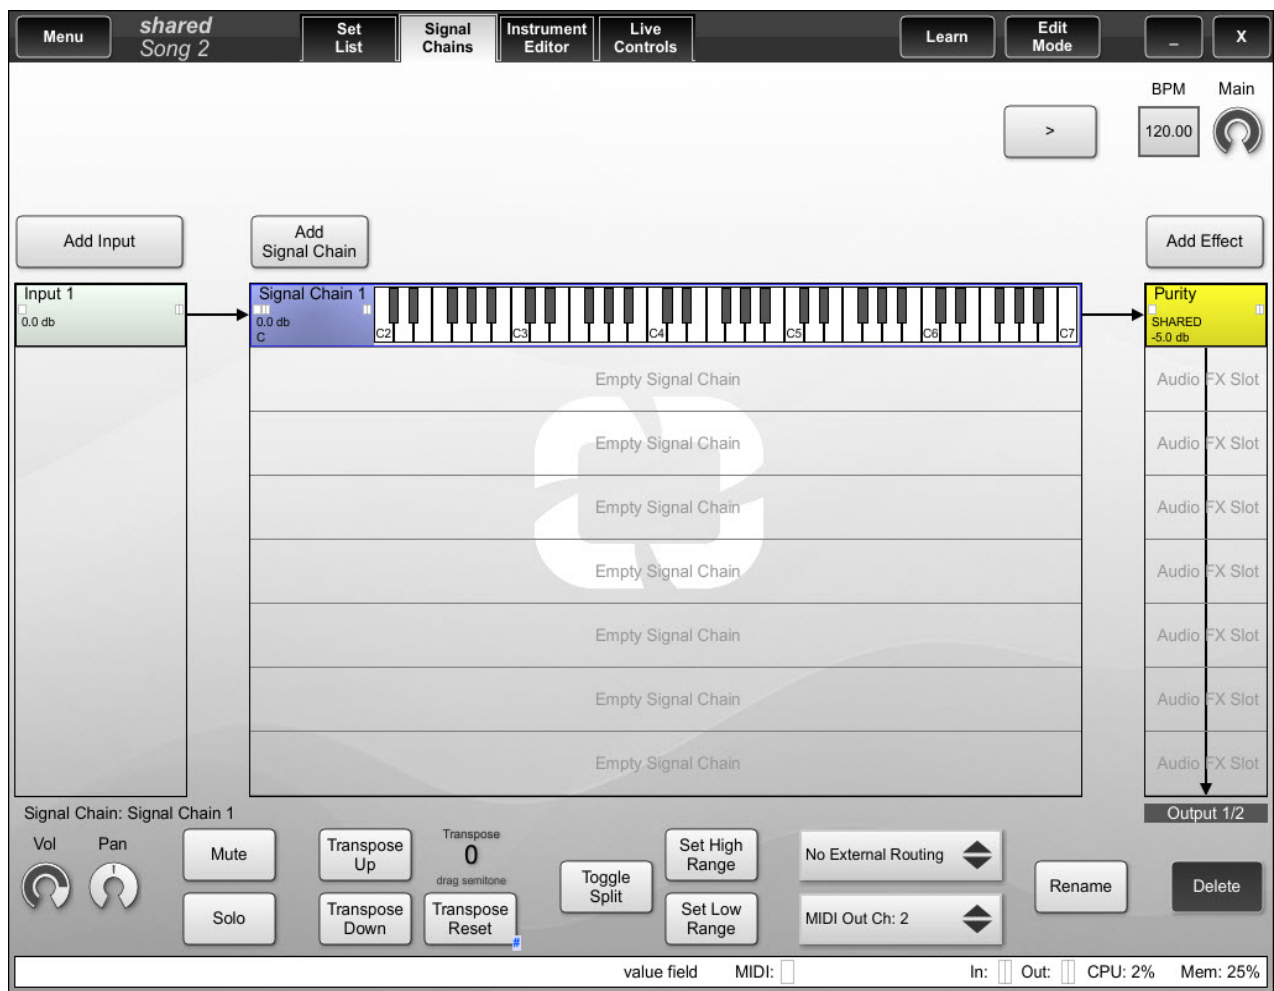 Menu
shared
Song 2
Set
List
Signal
Chains
Instrument
Editor
Live
Controls
Learn
Edit
Mode
_
X
BPM
Main
>
120.00
Add Input
Add
Signal Chain
Add Effect
Input 1
0.0 db
Signal Chain 1
0.0 db
C
C2
C3
C4
C5
C6
C7
Purity
SHARED
-5.0 db
Empty Signal Chain
Audio FX Slot
Empty Signal Chain
Audio FX Slot
Empty Signal Chain
Audio FX Slot
Empty Signal Chain
Audio FX Slot
Empty Signal Chain
Audio FX Slot
Empty Signal Chain
Audio FX Slot
Empty Signal Chain
Audio FX Slot
Signal Chain: Signal Chain 1
Output 1/2
Vol
Pan
Mute
Solo
Transpose
Up
Transpose
Down
Transpose
0
drag semitone
Transpose
Reset
#
Toggle
Split
Set High
Range
Set Low
Range
No External Routing
MIDI Out Ch: 2
Rename
Delete
value field
MIDI:
In:
Out:
CPU: 2%
Mem: 25%